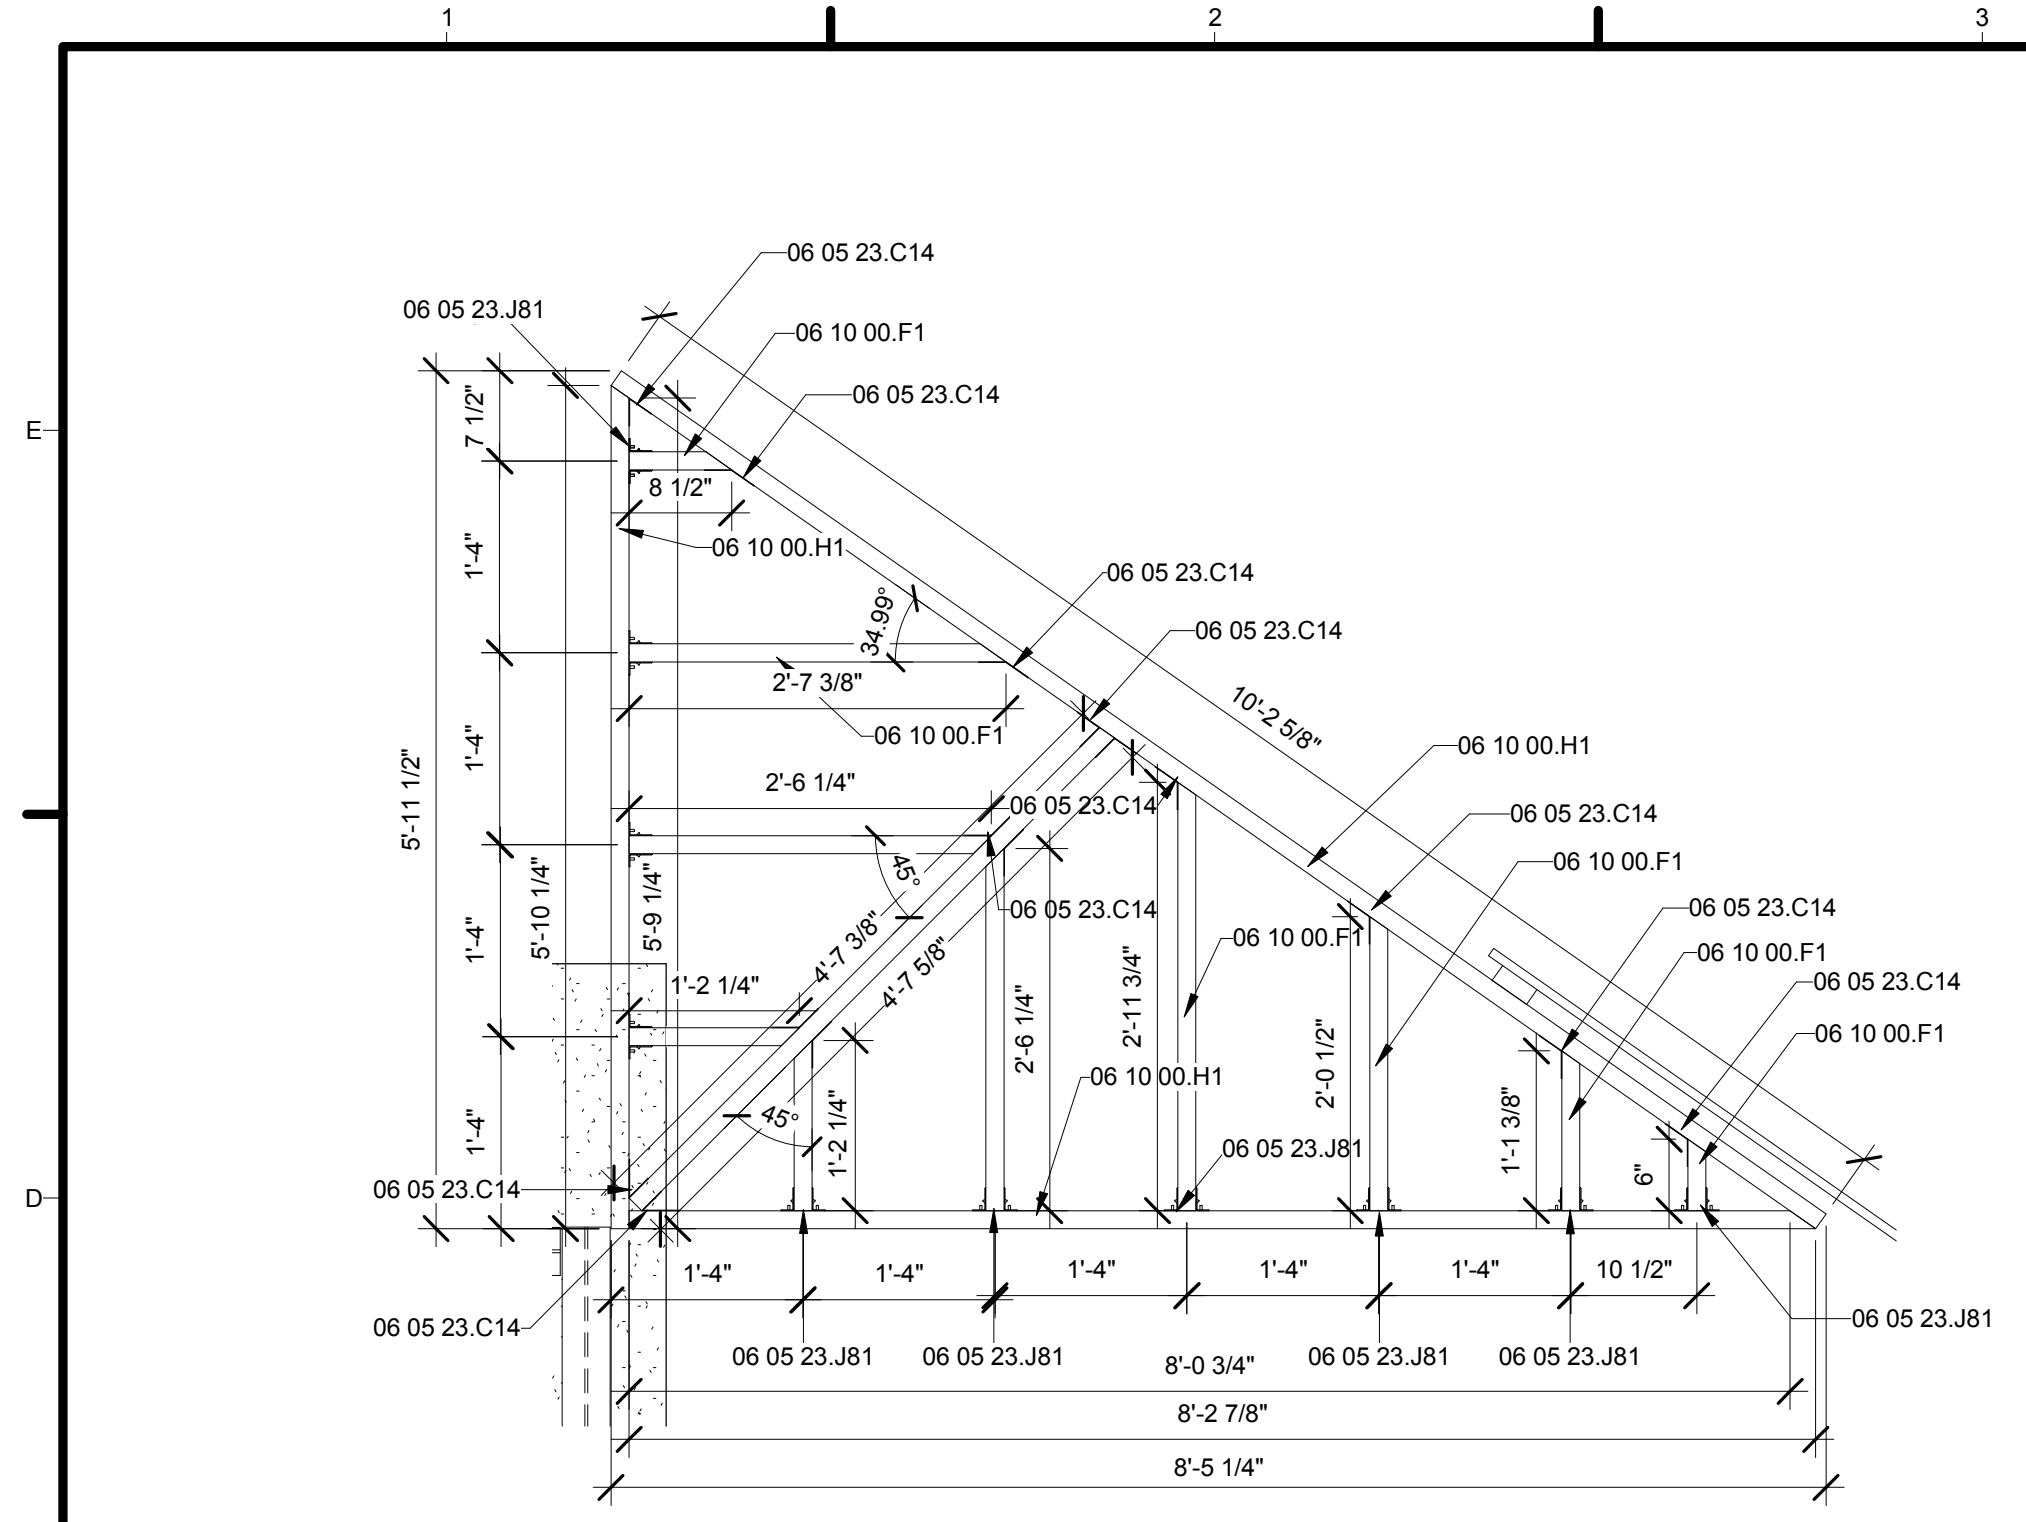 1
2
3
06 05 23.C14
06 05 23.J81
06 10 00.F1
06 05 23.C14
7 1/2"
E
8 1/2"
06 10 00.H1
1'-4"
06 05 23.C14
34.99°
06 05 23.C14
2'-7 3/8"
10'-2 5/8"
06 10 00.F1
06 10 00.H1
1'-4"
2'-6 1/4"
5'-11 1/2"
06 05 23.C14
06 05 23.C14
06 10 00.F1
45°
5'-10 1/4"
5'-9 1/4"
06 05 23.C14
06 05 23.C14
1'-4"
4'-7 3/8"
06 10 00.F1
06 10 00.F1
4'-7 5/8"
1'-2 1/4"
06 05 23.C14
2'-11 3/4"
2'-6 1/4"
06 10 00.F1
2'-0 1/2"
06 10 00.H1
45°
1'-2 1/4"
1'-4"
1'-1 3/8"
06 05 23.J81
6"
06 05 23.C14
D
1'-4"
1'-4"
1'-4"
1'-4"
1'-4"
10 1/2"
06 05 23.C14
06 05 23.J81
06 05 23.J81
06 05 23.J81
06 05 23.J81
06 05 23.J81
8'-0 3/4"
8'-2 7/8"
8'-5 1/4"